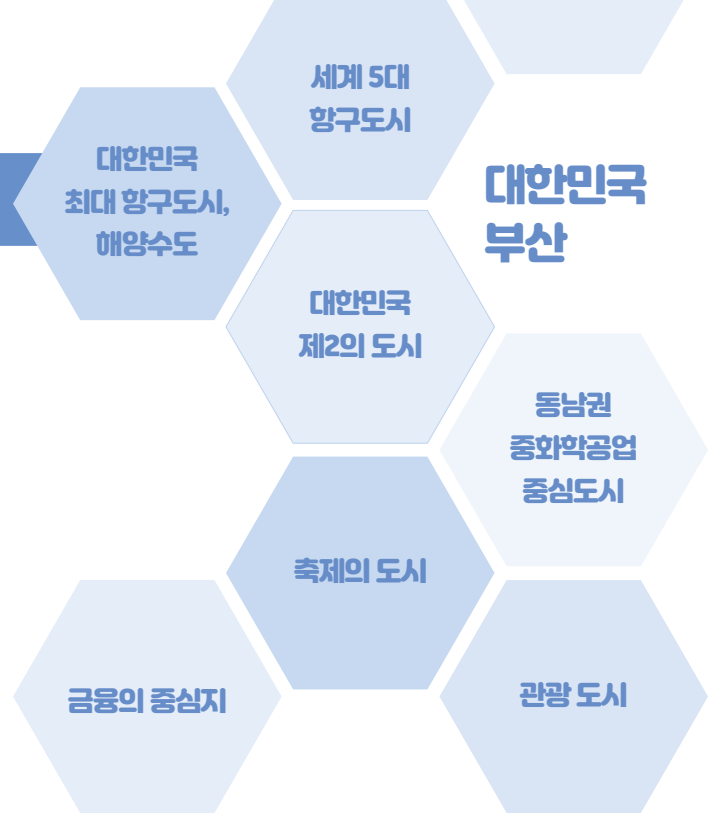 세계 5대
항구도시
대한민국
최대 항구도시,
해양수도
대한민국
부산
대한민국
제2의 도시
동남권
중화학공업
중심도시
축제의 도시
금융의 중심지
관광 도시